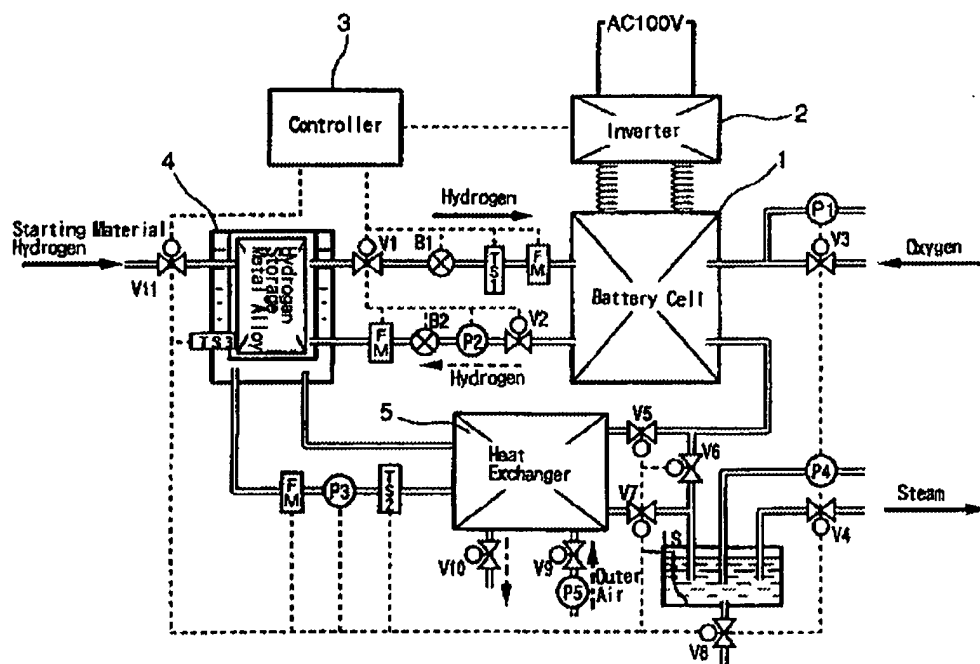 AC100V
3
Controller
Inverter
2
4
1
Hydrogen
P1
Starting Material
Hydrogen
V1
B1
V3
TS1
FM
Oxygen
V11
Hydrogen
Storage
Metal Alloy
Battery Cell
B2
V2
TS3
FM
P2
Hydrogen
5
V5
V6
Heat
Exchanger
P4
FM
P3
TS2
V7
Steam
LS
V4
V10
V9
Outer
Air
P5
V8